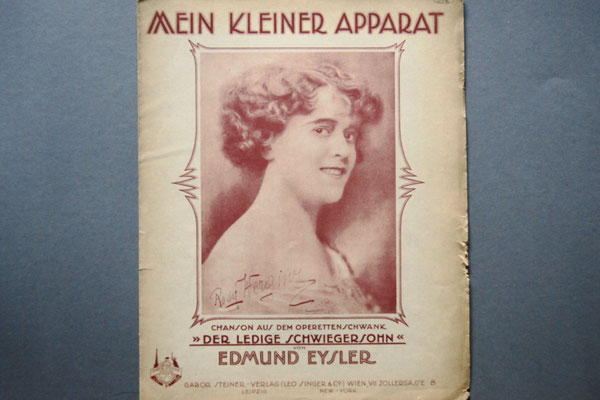 MEIN KLEINER APPARAT
CHANSON AUS DEM OPERETTENSCHWANK
»DER LEDIGE SCHWIEGERSOHN«
VON
EDMUND EYSLER
GABOR STEINER-VERLAG (LEO SINGER & Co) WIEN, VII ZOLLERGASSE 8
LEIPZIG NEW-YORK